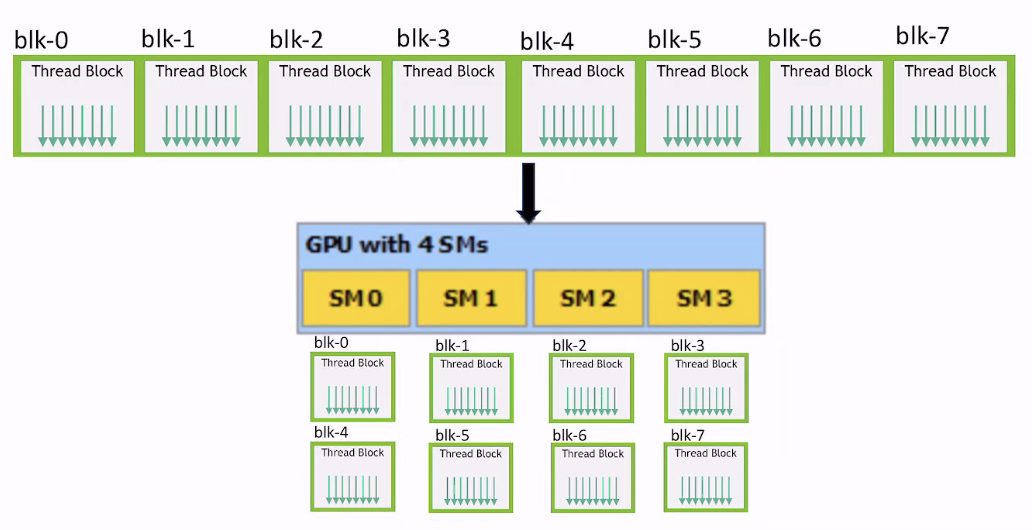 blk-0 blk-1 blk-2 blk-3 blk-4 blk-5 blk-6 blk-7
Thread Block Thread Block Thread Block Thread Block Thread Block Thread Block Thread Block Thread Block
GPU with 4 SMs
SM 0 SM 1 SM 2 SM 3
blk-0 blk-1 blk-2 blk-3
Thread Block Thread Block Thread Block Thread Block
blk-4 blk-5 blk-6 blk-7
Thread Block Thread Block Thread Block Thread Block